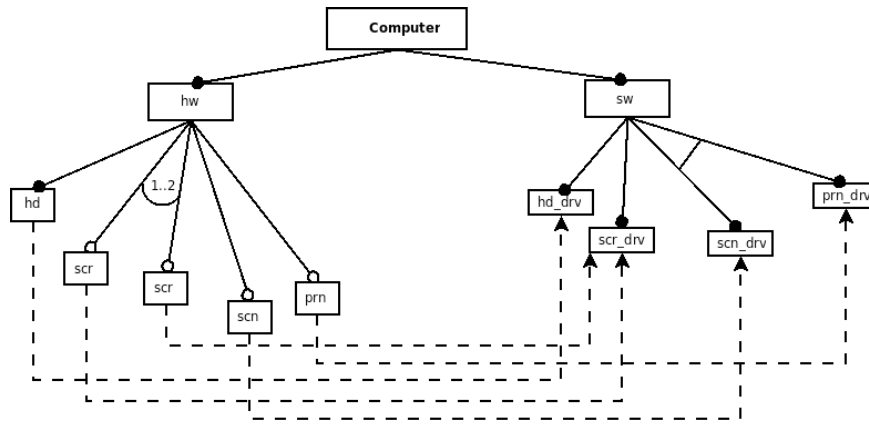 Computer
hw
sw
1..2
hd
hd_drv
prn_drv
scr
scr_drv
scn_drv
scr
scn
prn